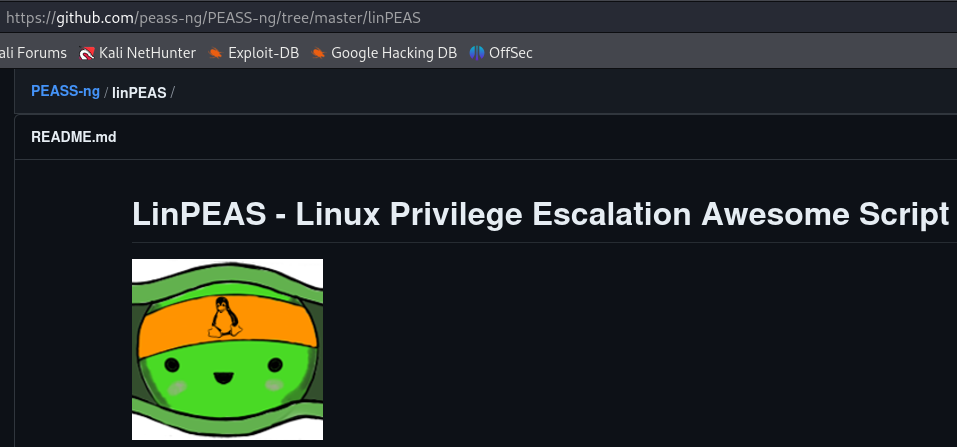 https://github.com/peass-ng/PEASS-ng/tree/master/linPEAS
ali Forums Kali NetHunter Exploit-DB Google Hacking DB OffSec
PEASS-ng / linPEAS /
README.md
LinPEAS - Linux Privilege Escalation Awesome Script